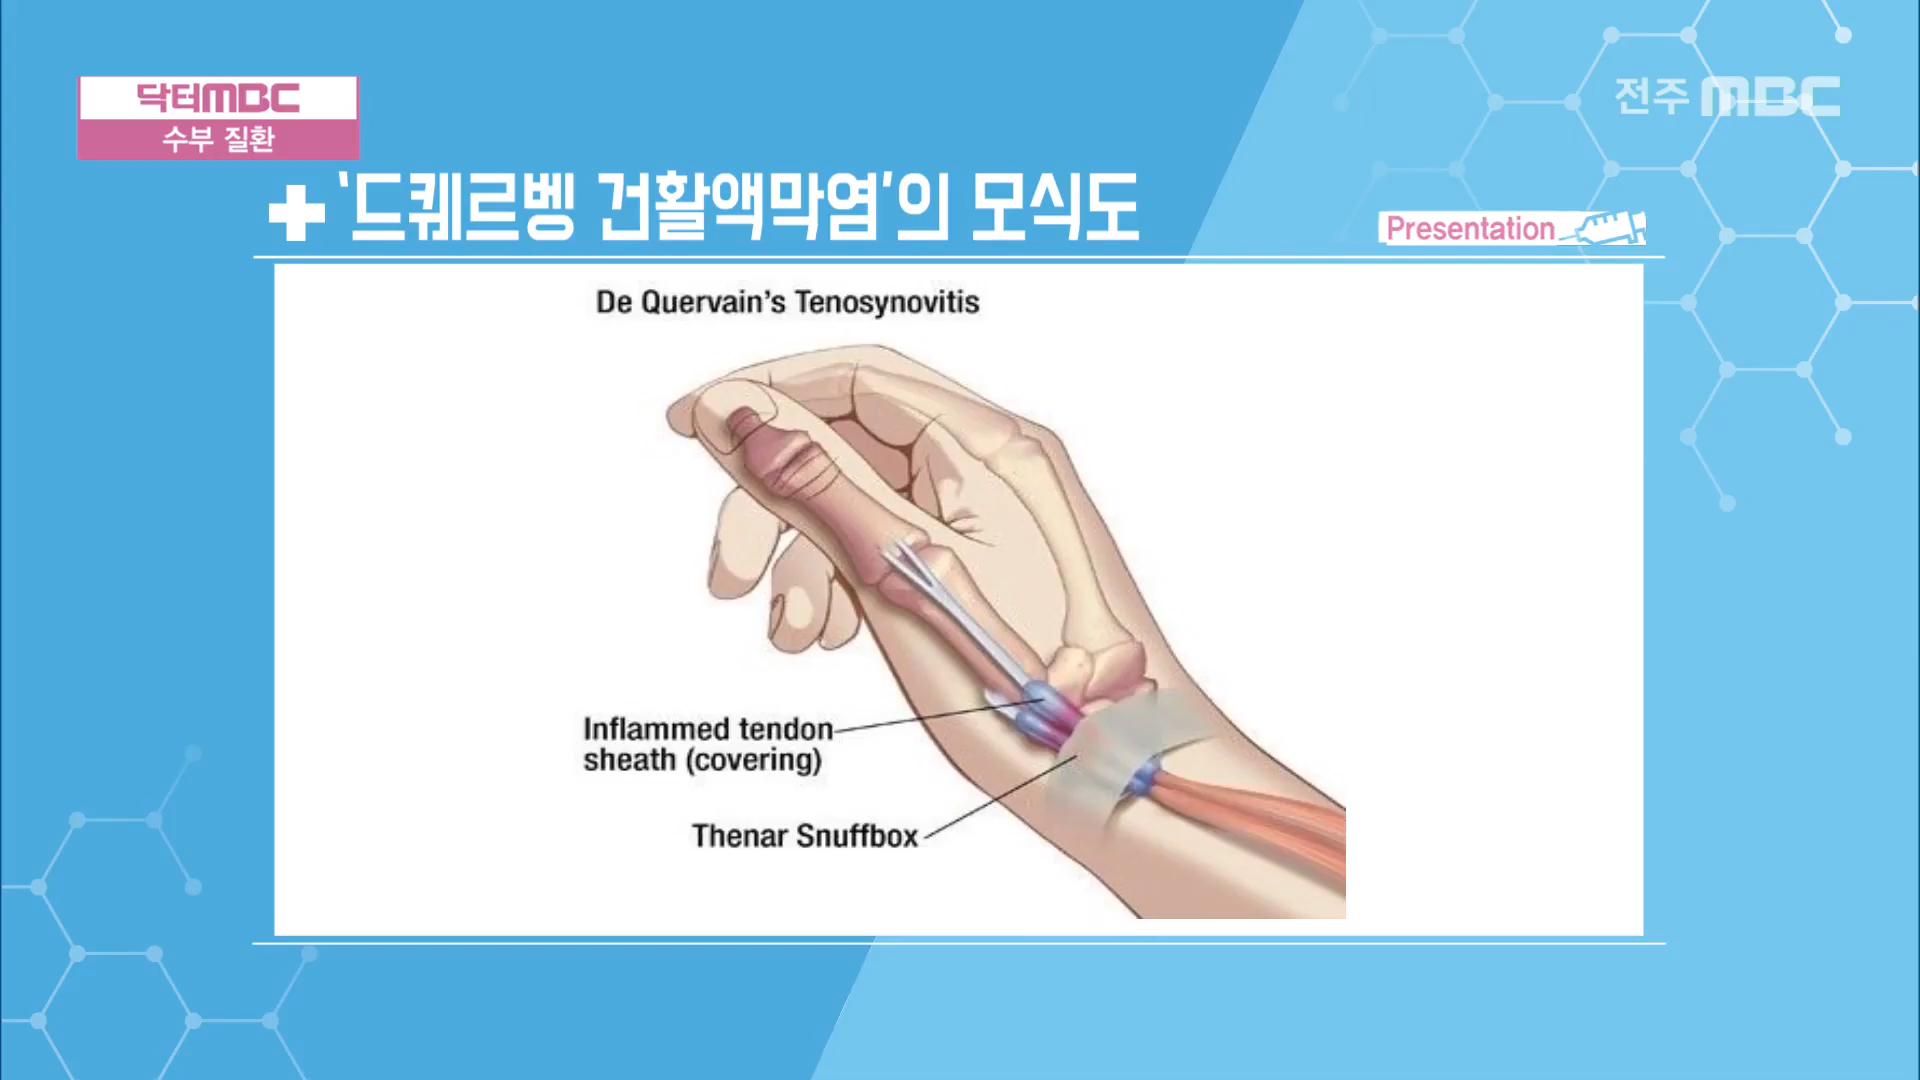 닥터MBC
수부 질환
전주 MBC
‘드퀘르벵 건활액막염’의 모식도
Presentation
De Quervain's Tenosynovitis
Inflammed tendon
sheath (covering)
Thenar Snuffbox